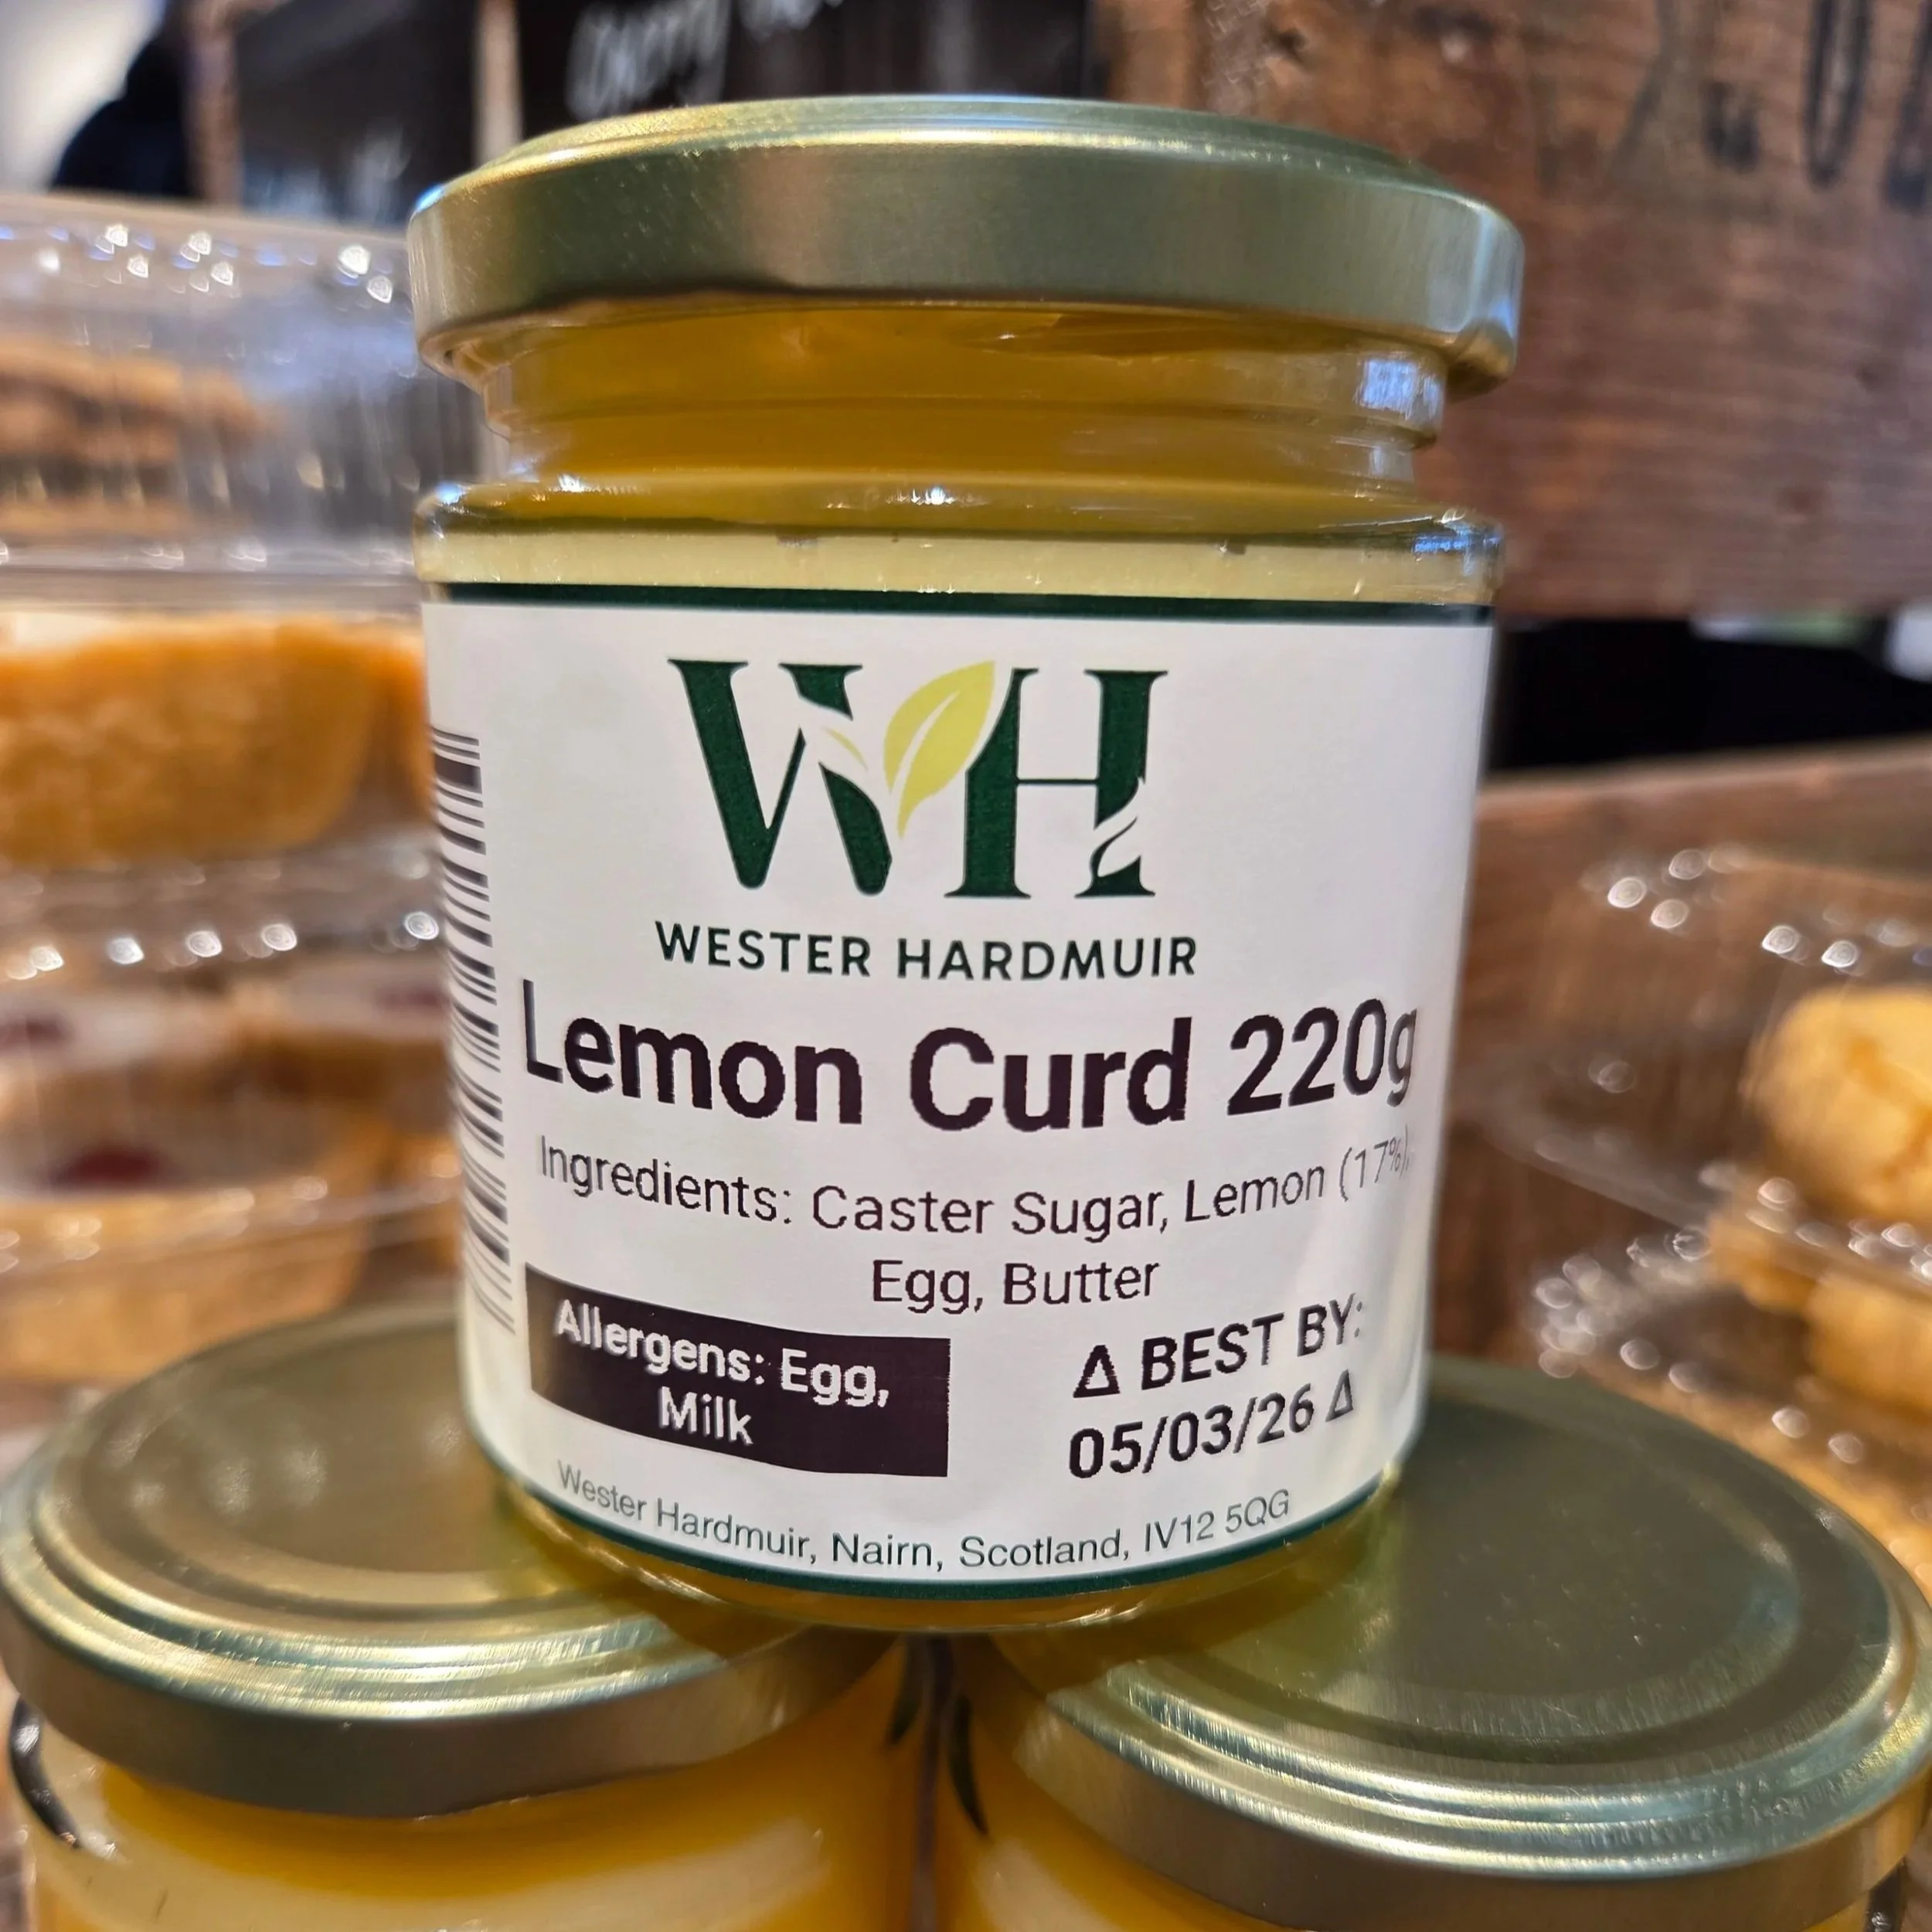 WH
WESTER HARDMUIR
Lemon Curd 220g
Ingredients: Caster Sugar, Lemon (17%),
Egg, Butter
Allergens: Egg,
Milk
Δ BEST BY:
05/03/26 Δ
Wester Hardmuir, Nairn, Scotland, IV12 5QG